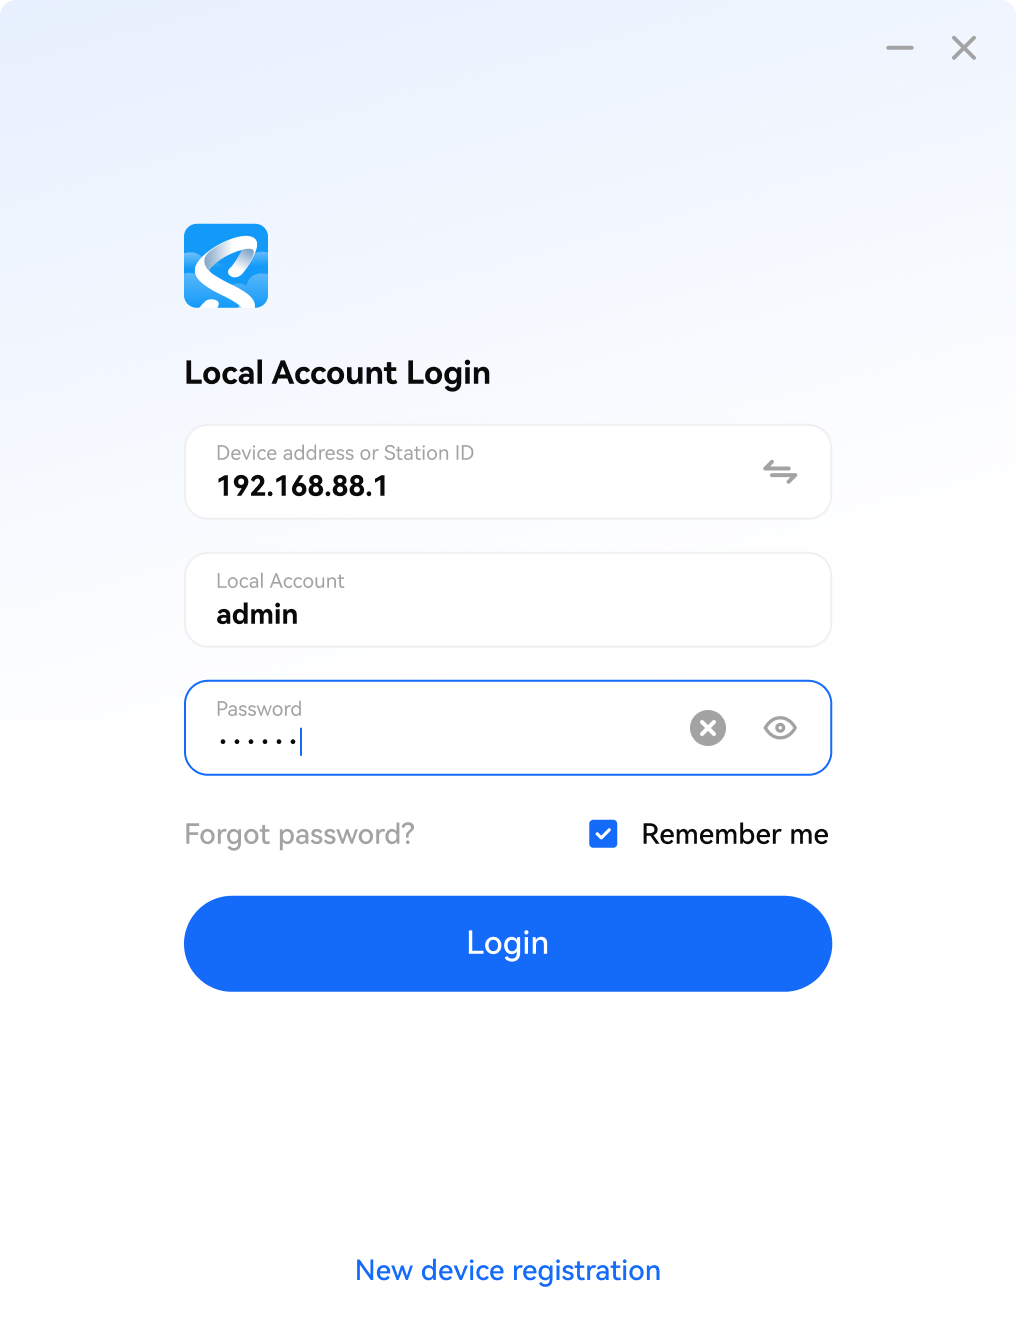 Local Account Login
Device address or Station ID
192.168.88.1
Local Account
admin
Password
······
Forgot password?
Remember me
Login
New device registration